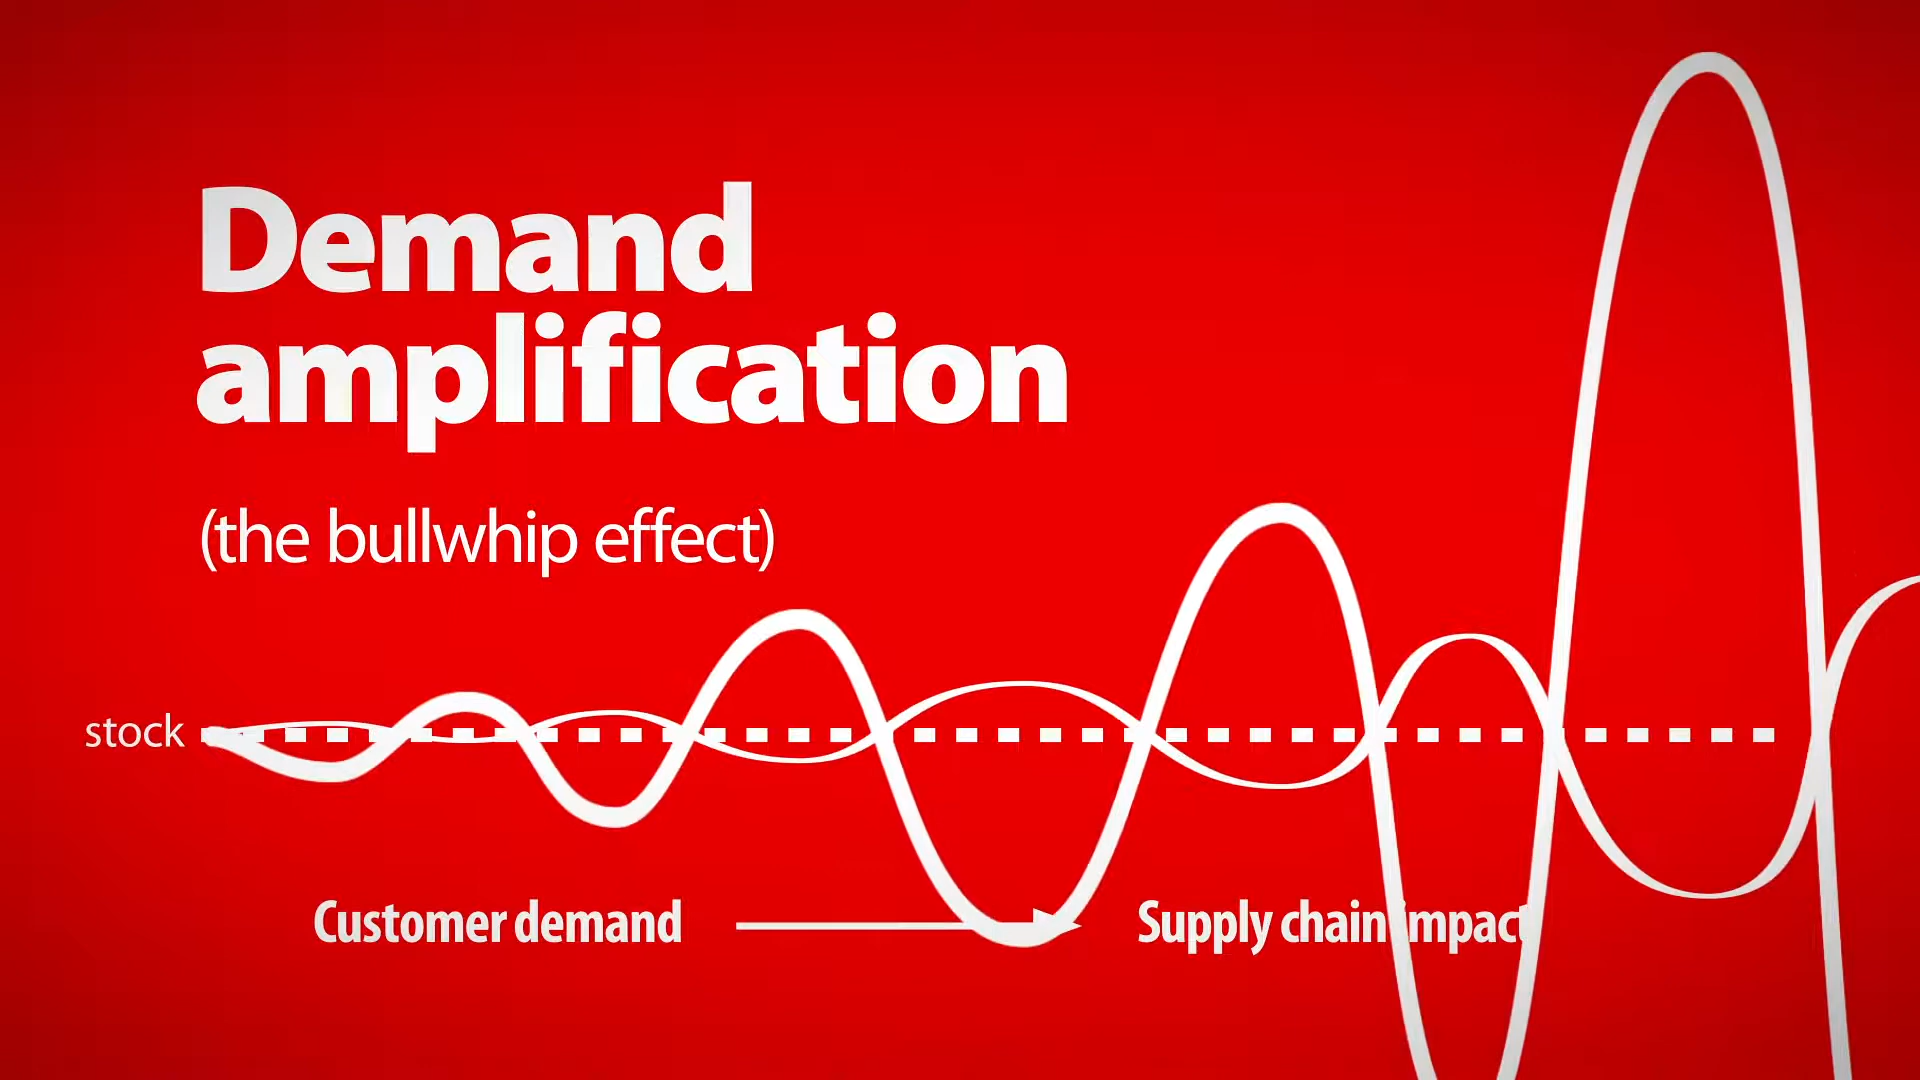 Demand
amplification
(the bullwhip effect)
stock
Customer demand
Supply chain impact